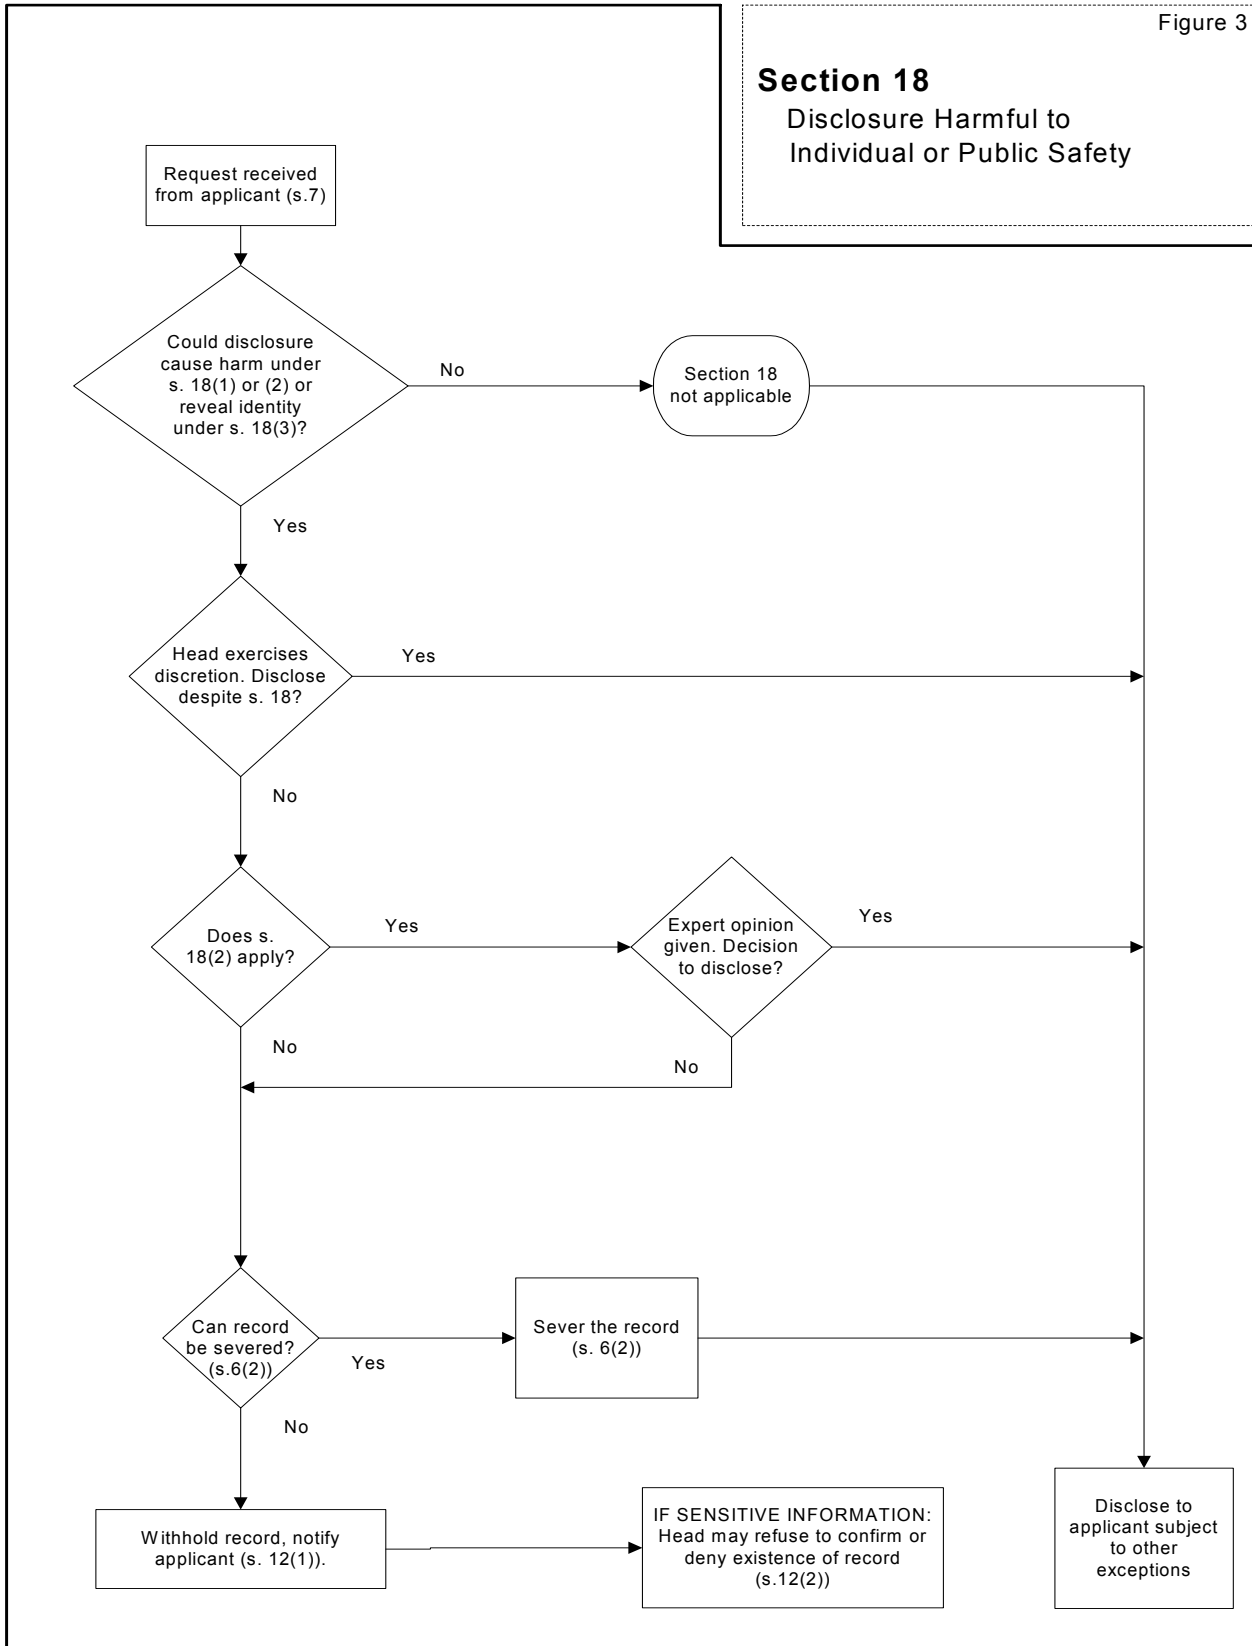 Figure 3
Section 18
Disclosure Harmful to
Individual or Public Safety
Request received
from applicant (s.7)
Could disclosure
cause harm under
s. 18(1) or (2) or
reveal identity
under s. 18(3)?
No
Section 18
not applicable
Yes
Head exercises
discretion. Disclose
despite s. 18?
Yes
No
Does s.
18(2) apply?
Yes
Expert opinion
given. Decision
to disclose?
Yes
No
No
Can record
be severed?
(s.6(2))
Yes
Sever the record
(s. 6(2))
No
Withhold record, notify
applicant (s. 12(1)).
IF SENSITIVE INFORMATION:
Head may refuse to confirm or
deny existence of record
(s.12(2))
Disclose to
applicant subject
to other
exceptions